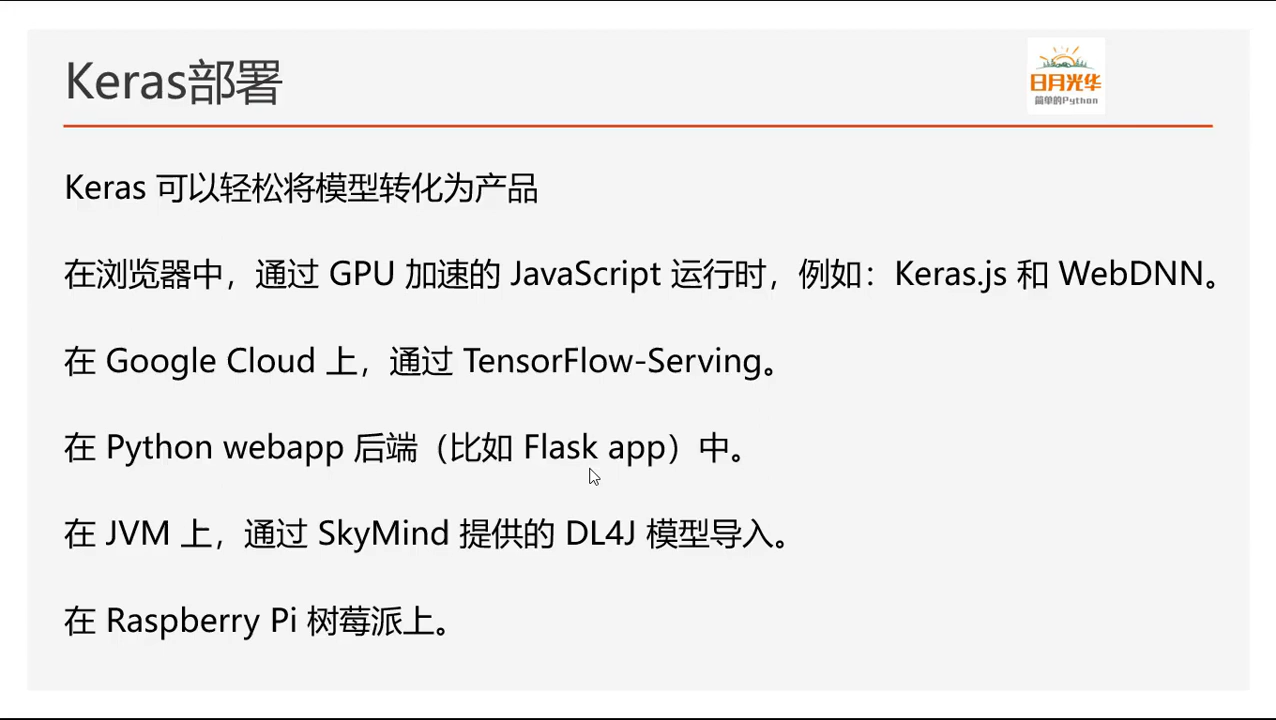 Keras部署
日月光华
简单的Python
Keras 可以轻松将模型转化为产品
在浏览器中，通过 GPU 加速的 JavaScript 运行时，例如：Keras.js 和 WebDNN。
在 Google Cloud 上，通过 TensorFlow-Serving。
在 Python webapp 后端（比如 Flask app）中。
在 JVM 上，通过 SkyMind 提供的 DL4J 模型导入。
在 Raspberry Pi 树莓派上。